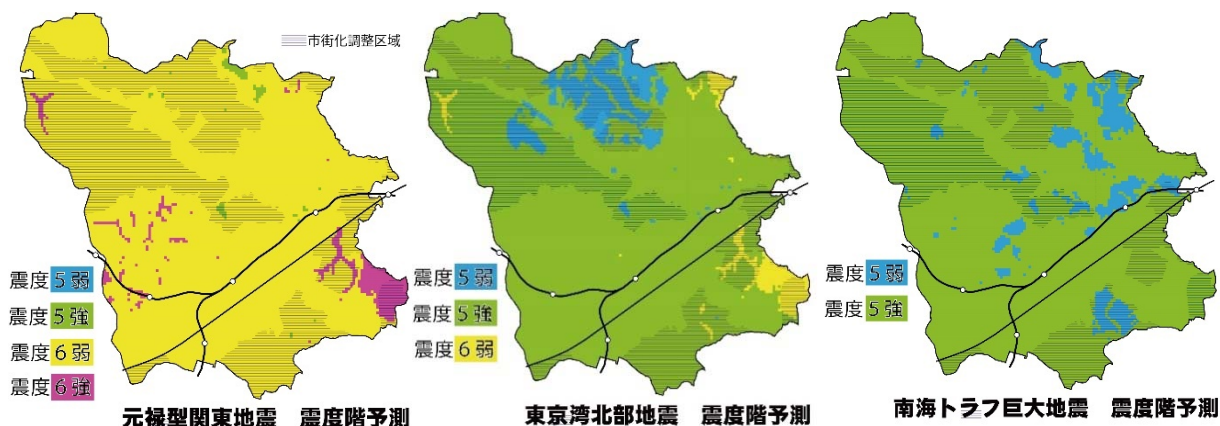 市街化調整区域
震度 5弱
震度 5強
震度 6弱
震度 6強
元禄型関東地震 震度階予測
震度 5弱
震度 5強
震度 6弱
東京湾北部地震 震度階予測
震度 5弱
震度 5強
南海トラフ巨大地震 震度階予測